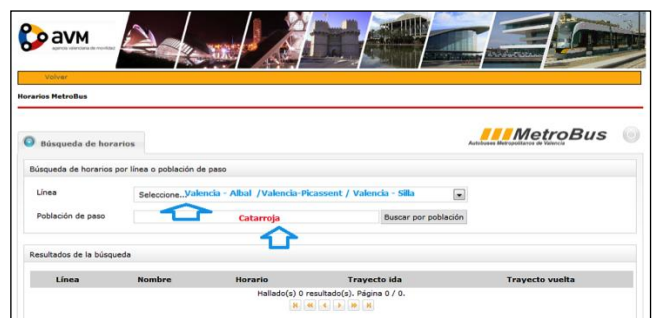 avm
agencia valenciana de movilidad
Volver
Horarios MetroBus
MetroBus
Autobuses Metropolitanos de Valencia
Búsqueda de horarios
Búsqueda de horarios por línea o población de paso
Línea
Seleccione..Valencia - Albal /Valencia-Picassent / Valencia - Silla
Población de paso
Catarroja
Buscar por población
Resultados de la búsqueda
Línea Nombre Horario Trayecto ida Trayecto vuelta
Hallado(s) 0 resultado(s). Página 0 / 0.